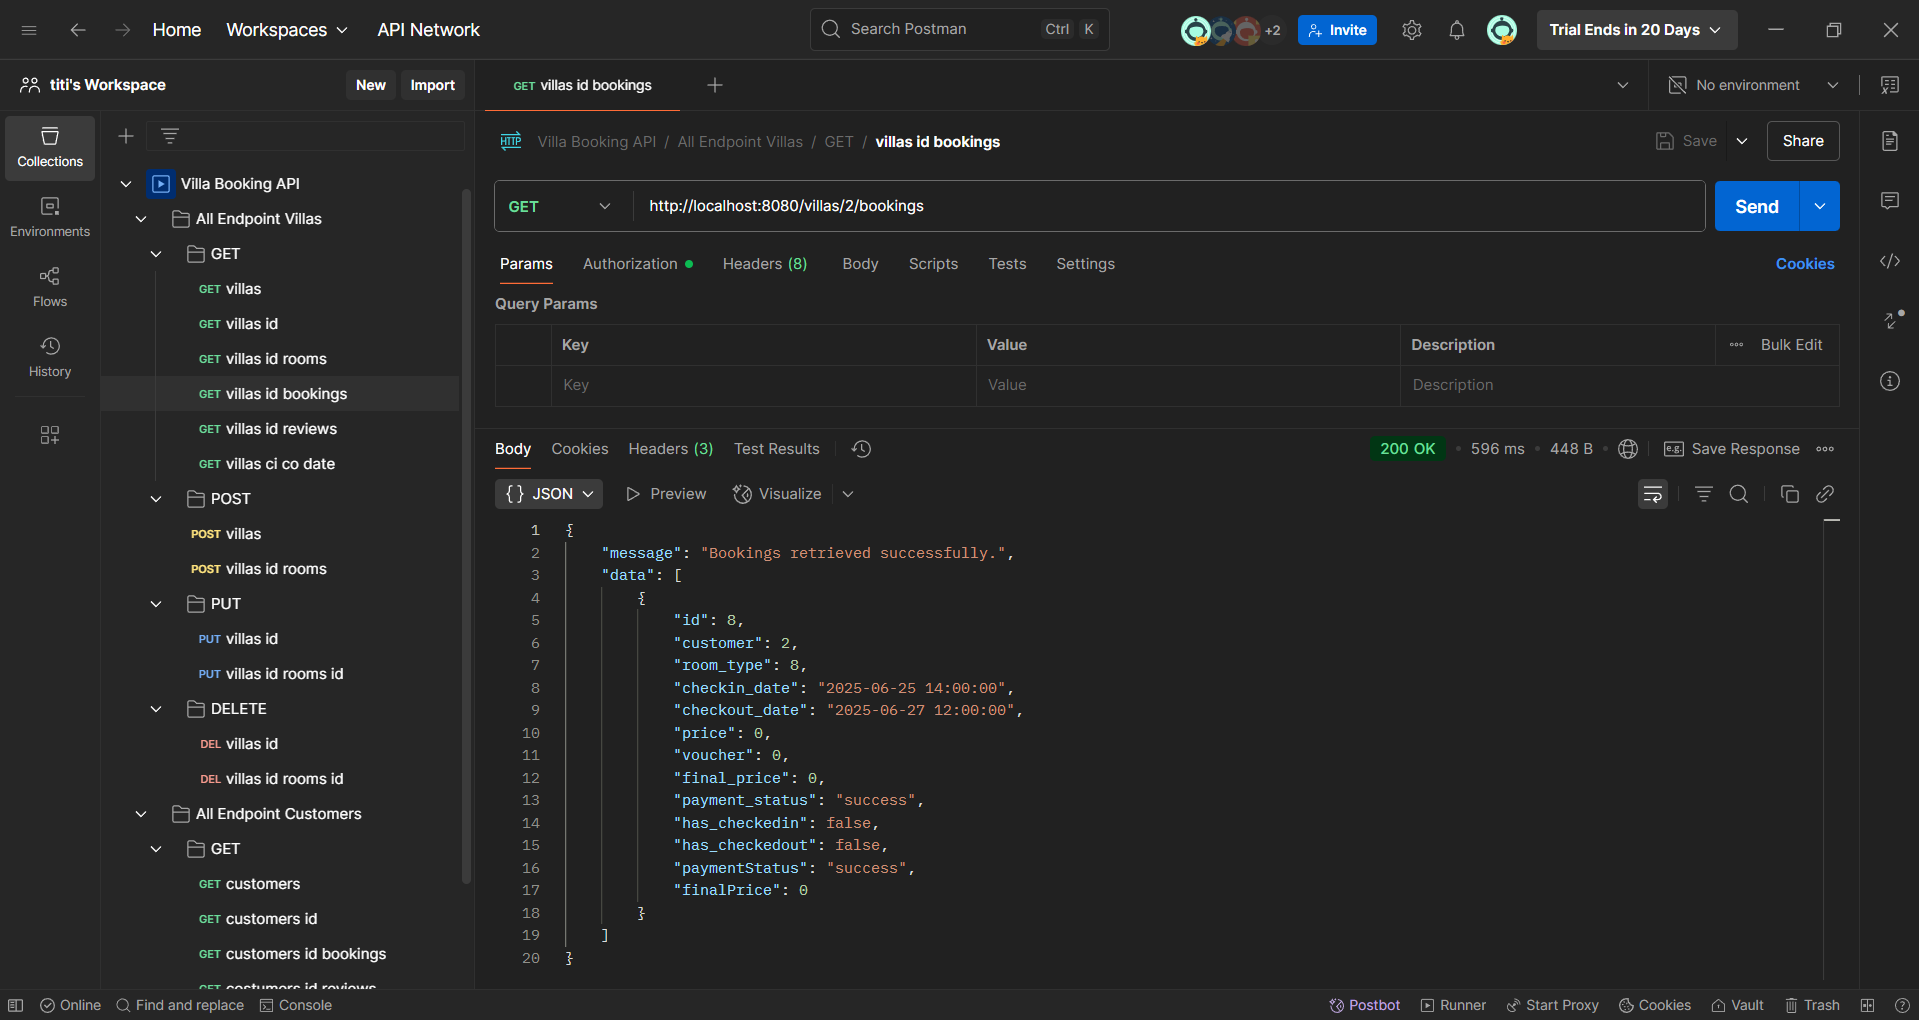 Home Workspaces API Network Search Postman Ctrl K +2 Invite Trial Ends in 20 Days
titi's Workspace New Import GET villas id bookings No environment
Collections
Environments
Flows
History
Villa Booking API
All Endpoint Villas
GET
GET villas
GET villas id
GET villas id rooms
GET villas id bookings
GET villas id reviews
GET villas ci co date
POST
POST villas
POST villas id rooms
PUT
PUT villas id
PUT villas id rooms id
DELETE
DEL villas id
DEL villas id rooms id
All Endpoint Customers
GET
GET customers
GET customers id
GET customers id bookings
GET costumers id reviews
HTTP Villa Booking API / All Endpoint Villas / GET / villas id bookings Save Share
GET http://localhost:8080/villas/2/bookings Send
Params Authorization Headers (8) Body Scripts Tests Settings Cookies
Query Params
Key Value Description Bulk Edit
Key Value Description
Body Cookies Headers (3) Test Results 200 OK • 596 ms • 448 B e.g. Save Response
{} JSON Preview Visualize
1 {
2 "message": "Bookings retrieved successfully.",
3 "data": [
4 {
5 "id": 8,
6 "customer": 2,
7 "room_type": 8,
8 "checkin_date": "2025-06-25 14:00:00",
9 "checkout_date": "2025-06-27 12:00:00",
10 "price": 0,
11 "voucher": 0,
12 "final_price": 0,
13 "payment_status": "success",
14 "has_checkedin": false,
15 "has_checkedout": false,
16 "paymentStatus": "success",
17 "finalPrice": 0
18 }
19 ]
20 }
Online Find and replace Console Postbot Runner Start Proxy Cookies Vault Trash